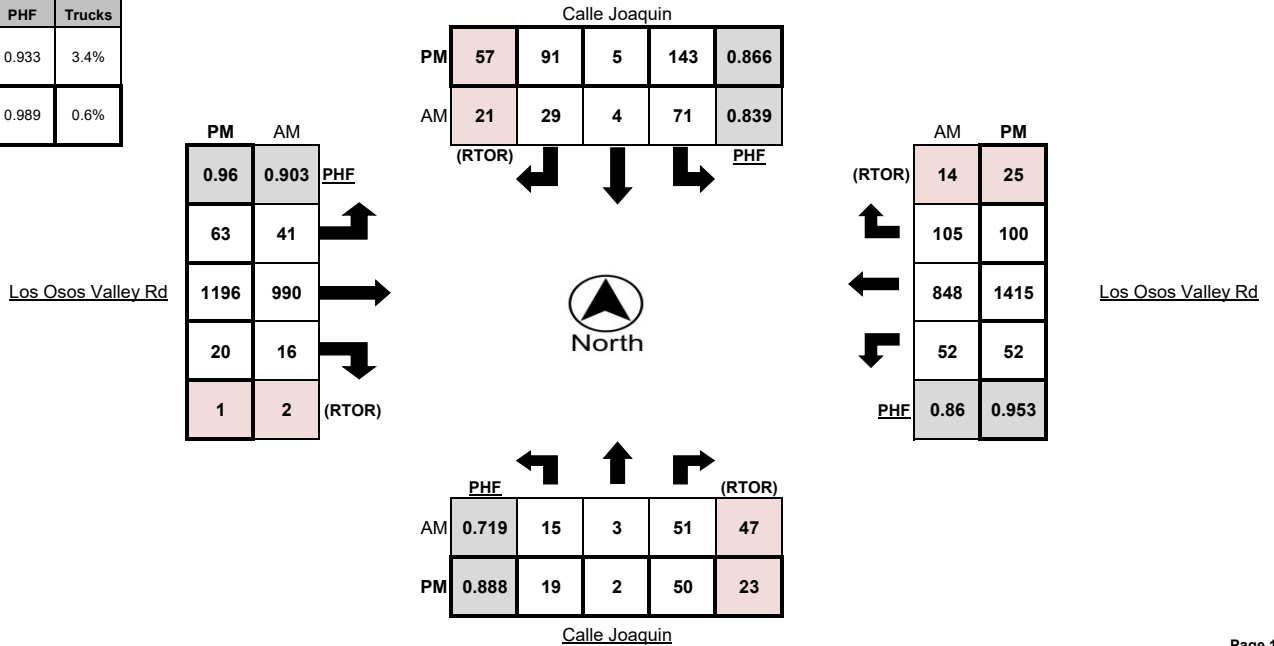 PHF Trucks
0.933 3.4%
0.989 0.6%
Calle Joaquin
PM 57 91 5 143 0.866
AM 21 29 4 71 0.839
(RTOR) PHF
PM AM
0.96 0.903 PHF
63 41
1196 990
20 16
1 2 (RTOR)
Los Osos Valley Rd
North
AM PM
(RTOR) 14 25
105 100
848 1415
52 52
PHF 0.86 0.953
Los Osos Valley Rd
PHF (RTOR)
AM 0.719 15 3 51 47
PM 0.888 19 2 50 23
Calle Joaquin
Page 1